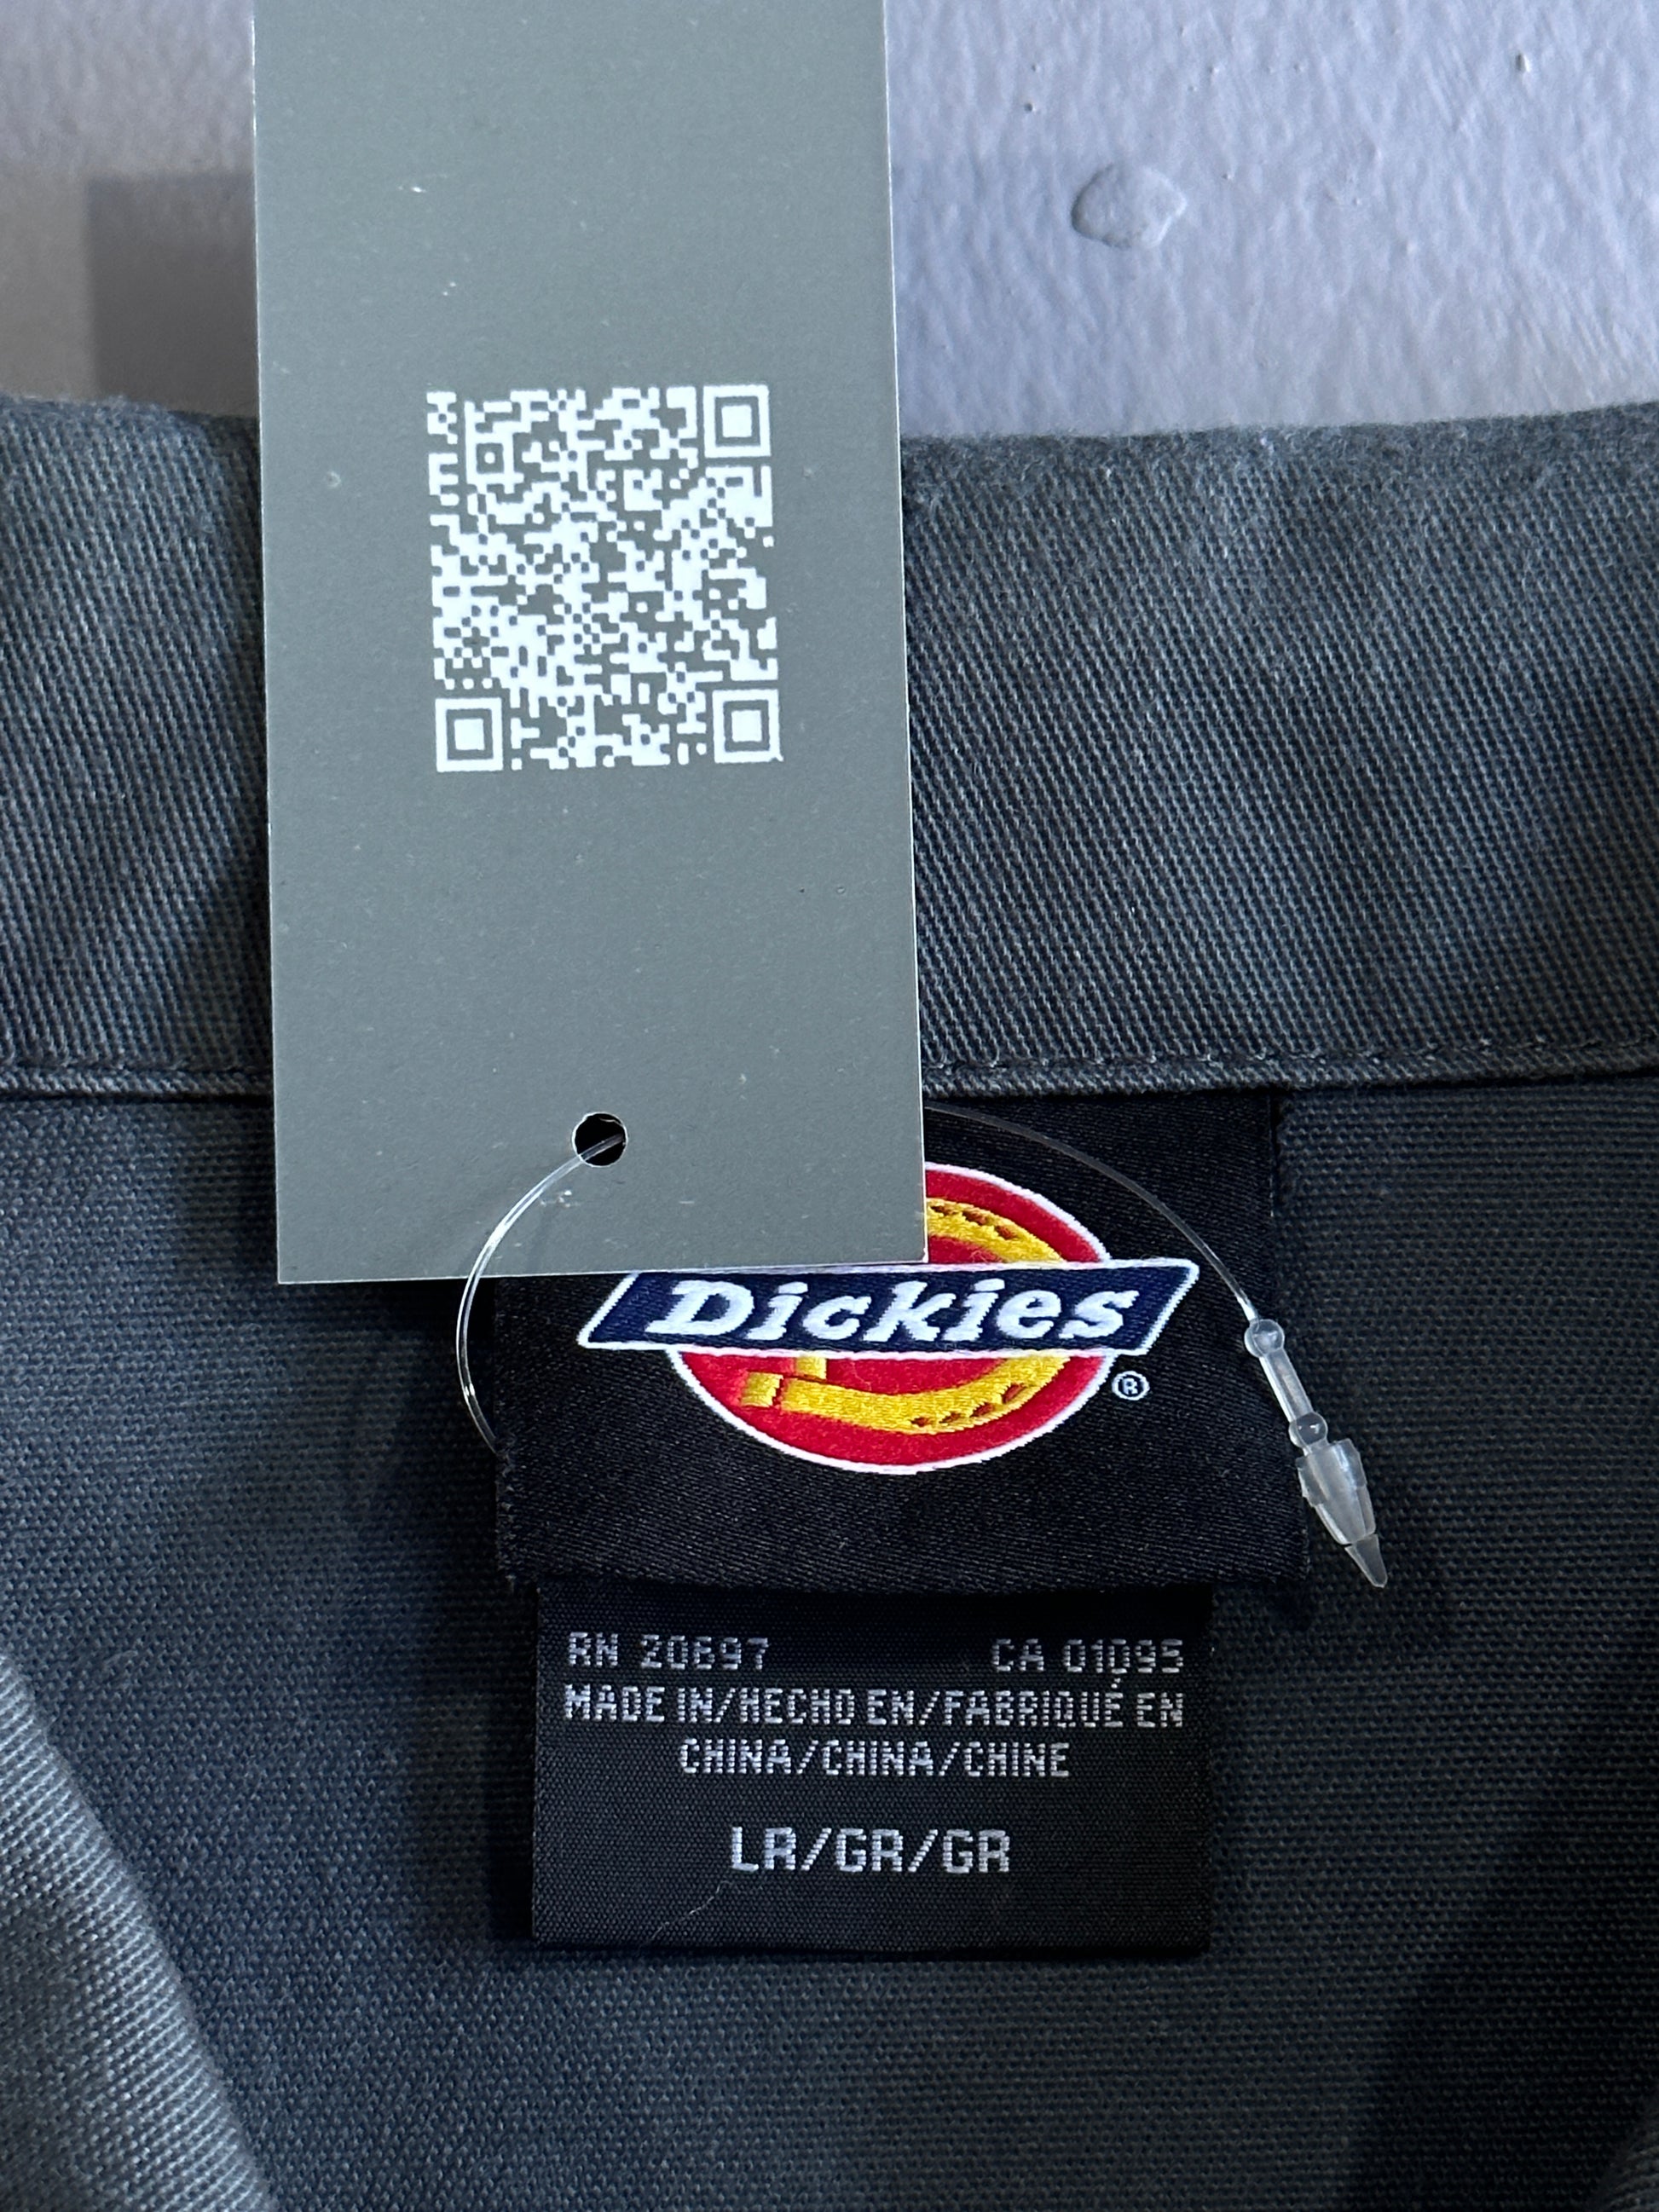 Dickies
®
RN 20697 CA 01095
MADE IN/HECHO EN/FABRIQUÉ EN
CHINA/CHINA/CHINE
LR/GR/GR